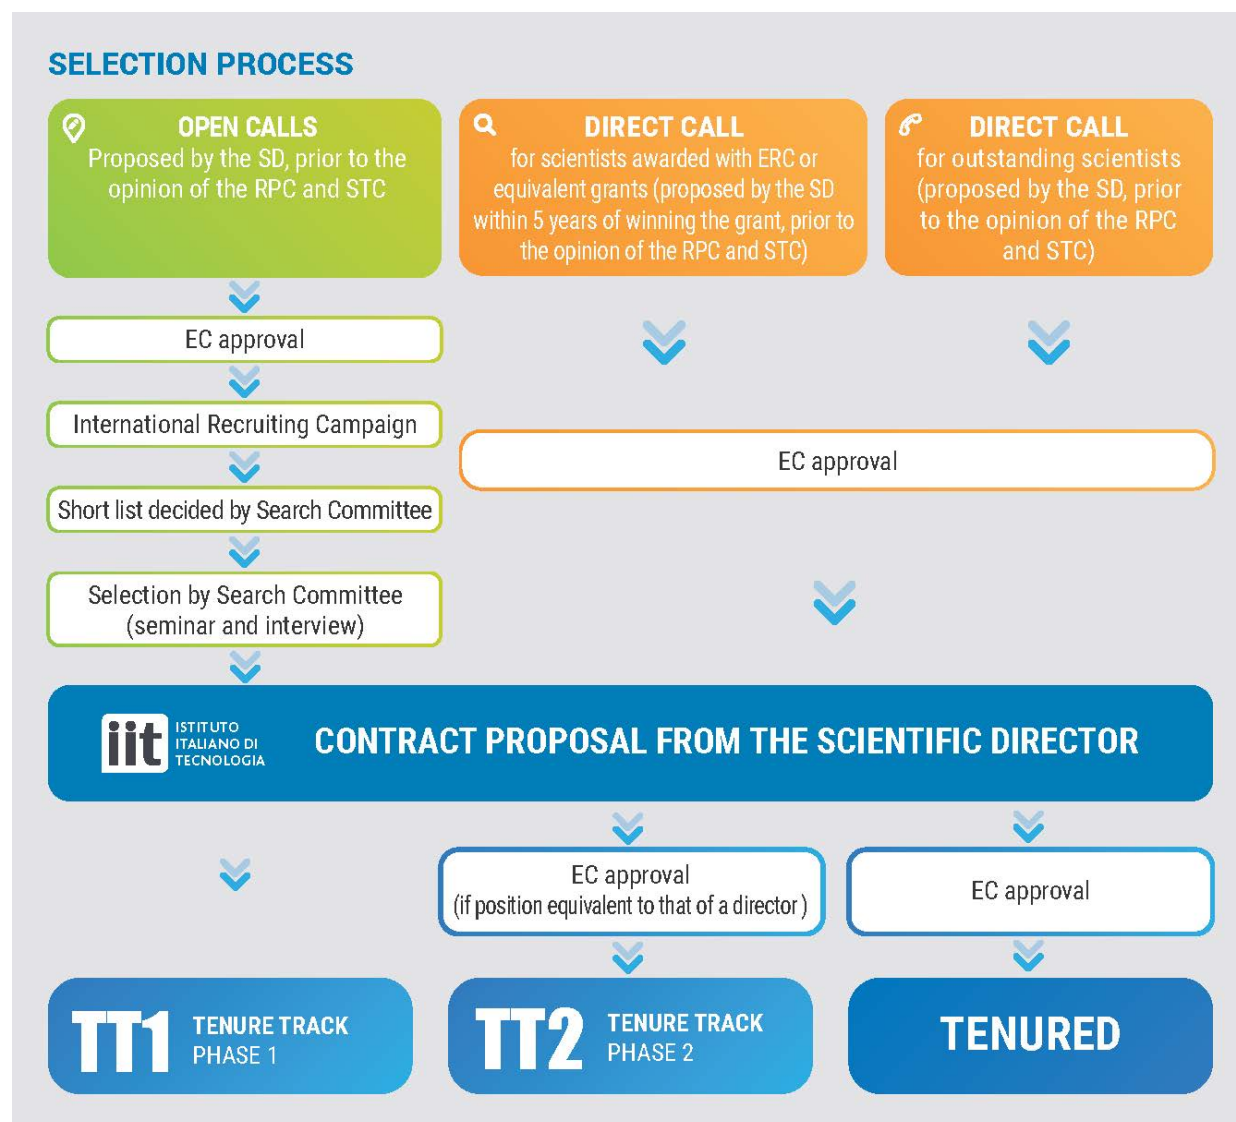 SELECTION PROCESS
OPEN CALLS
Proposed by the SD, prior to the
opinion of the RPC and STC
DIRECT CALL
for scientists awarded with ERC or
equivalent grants (proposed by the SD
within 5 years of winning the grant, prior to
the opinion of the RPC and STC)
DIRECT CALL
for outstanding scientists
(proposed by the SD, prior
to the opinion of the RPC
and STC)
EC approval
International Recruiting Campaign
Short list decided by Search Committee
Selection by Search Committee
(seminar and interview)
EC approval
iit
ISTITUTO
ITALIANO DI
TECNOLOGIA
CONTRACT PROPOSAL FROM THE SCIENTIFIC DIRECTOR
EC approval
(if position equivalent to that of a director)
EC approval
TT1
TENURE TRACK
PHASE 1
TT2
TENURE TRACK
PHASE 2
TENURED